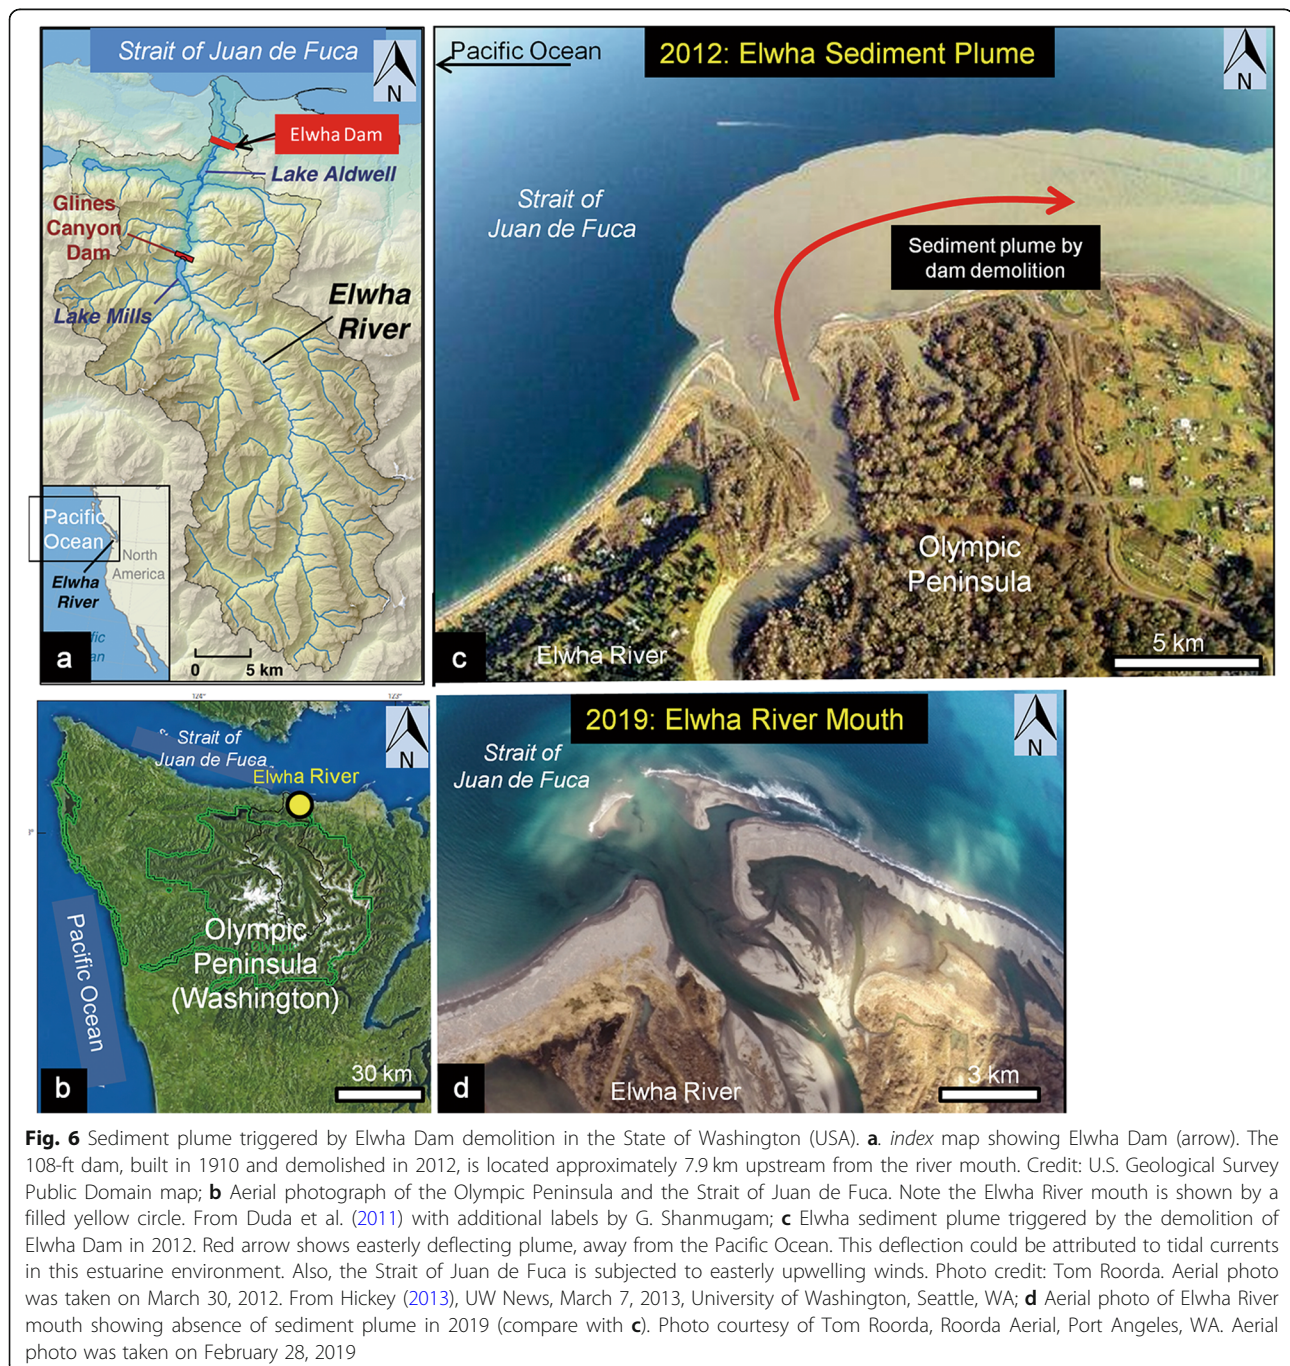 Strait of Juan de Fuca
N
Elwha Dam
Lake Aldwell
Glines
Canyon
Dam
Elwha
River
Lake Mills
Pacific
Ocean
North
America
Elwha
River
0 5 km
a
Pacific Ocean
2012: Elwha Sediment Plume
N
Strait of
Juan de Fuca
Sediment plume by
dam demolition
Olympic
Peninsula
Elwha River
5 km
c
Strait of
Juan de Fuca
N
Elwha River
Pacific Ocean
Olympic
Peninsula
(Washington)
30 km
b
2019: Elwha River Mouth
N
Strait of
Juan de Fuca
Elwha River
3 km
d
Fig. 6 Sediment plume triggered by Elwha Dam demolition in the State of Washington (USA). a. index map showing Elwha Dam (arrow). The
108-ft dam, built in 1910 and demolished in 2012, is located approximately 7.9 km upstream from the river mouth. Credit: U.S. Geological Survey
Public Domain map; b Aerial photograph of the Olympic Peninsula and the Strait of Juan de Fuca. Note the Elwha River mouth is shown by a
filled yellow circle. From Duda et al. (2011) with additional labels by G. Shanmugam; c Elwha sediment plume triggered by the demolition of
Elwha Dam in 2012. Red arrow shows easterly deflecting plume, away from the Pacific Ocean. This deflection could be attributed to tidal currents
in this estuarine environment. Also, the Strait of Juan de Fuca is subjected to easterly upwelling winds. Photo credit: Tom Roorda. Aerial photo
was taken on March 30, 2012. From Hickey (2013), UW News, March 7, 2013, University of Washington, Seattle, WA; d Aerial photo of Elwha River
mouth showing absence of sediment plume in 2019 (compare with c). Photo courtesy of Tom Roorda, Roorda Aerial, Port Angeles, WA. Aerial
photo was taken on February 28, 2019